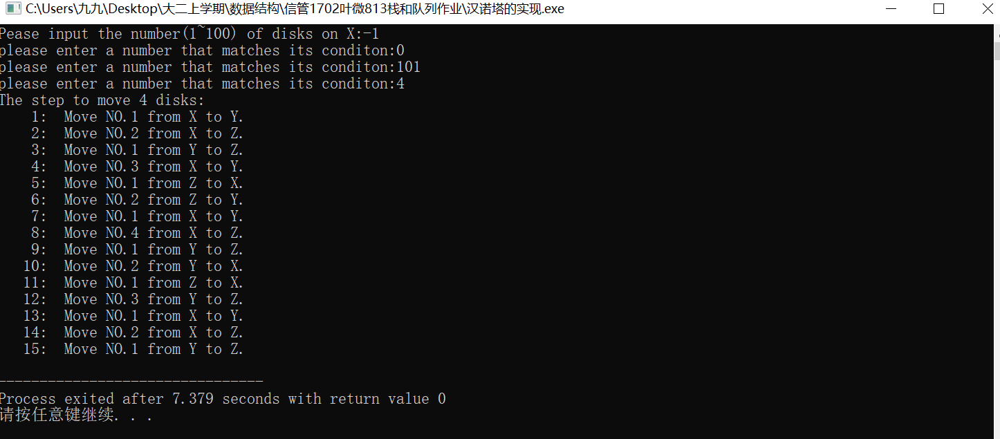 C:\Users\九九\Desktop\大二上学期\数据结构\信管1702叶微813栈和队列作业\汉诺塔的实现.exe
Pease input the number(1~100) of disks on X:-1
please enter a number that matches its conditon:0
please enter a number that matches its conditon:101
please enter a number that matches its conditon:4
The step to move 4 disks:
1:  Move NO.1 from X to Y.
2:  Move NO.2 from X to Z.
3:  Move NO.1 from Y to Z.
4:  Move NO.3 from X to Y.
5:  Move NO.1 from Z to X.
6:  Move NO.2 from Z to Y.
7:  Move NO.1 from X to Y.
8:  Move NO.4 from X to Z.
9:  Move NO.1 from Y to Z.
10:  Move NO.2 from Y to X.
11:  Move NO.1 from Z to X.
12:  Move NO.3 from Y to Z.
13:  Move NO.1 from X to Y.
14:  Move NO.2 from X to Z.
15:  Move NO.1 from Y to Z.
--------------------------------
Process exited after 7.379 seconds with return value 0
请按任意键继续. . .